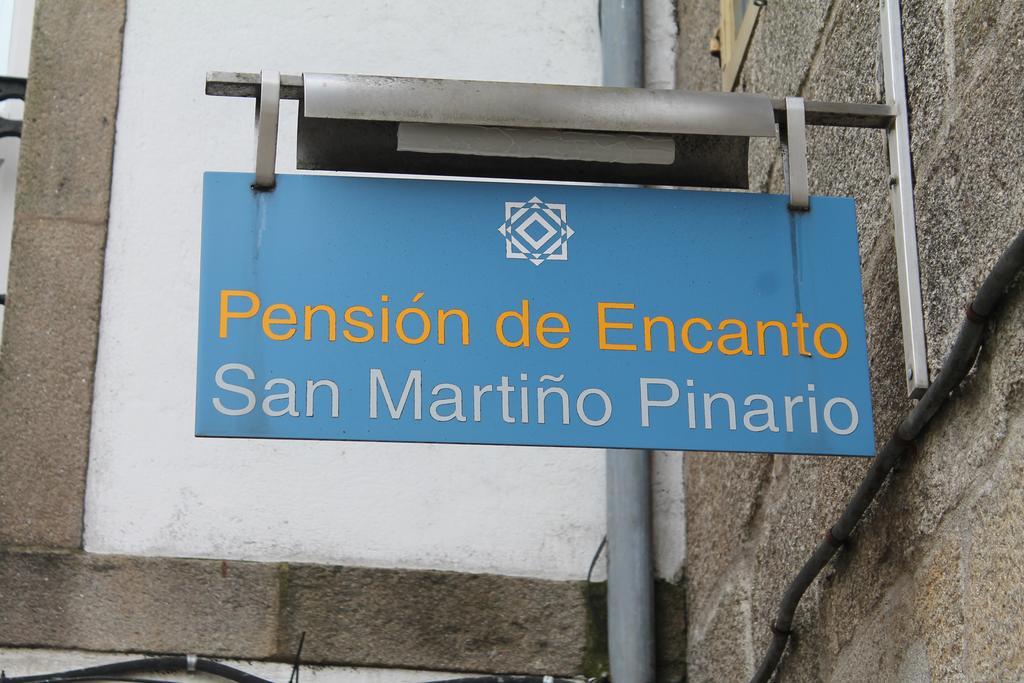 Pensión de Encanto
San Martiño Pinario